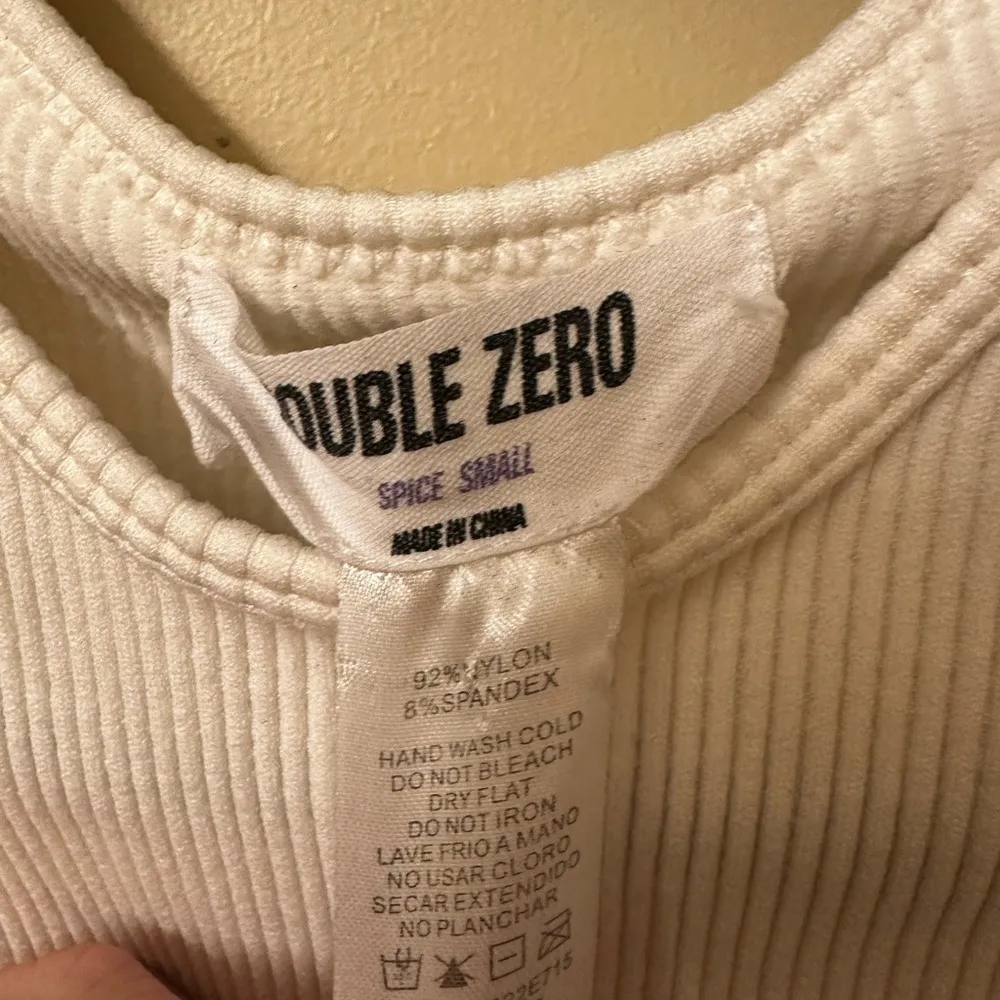 OUBLE ZERO
SPICE SMALL
MADE IN CHINA
92%NYLON
8%SPANDEX
HAND WASH COLD
DO NOT BLEACH
DRY FLAT
DO NOT IRON
LAVE FRIO A MANO
NO USAR CLORO
SECAR EXTENDIDO
NO PLANCHAR